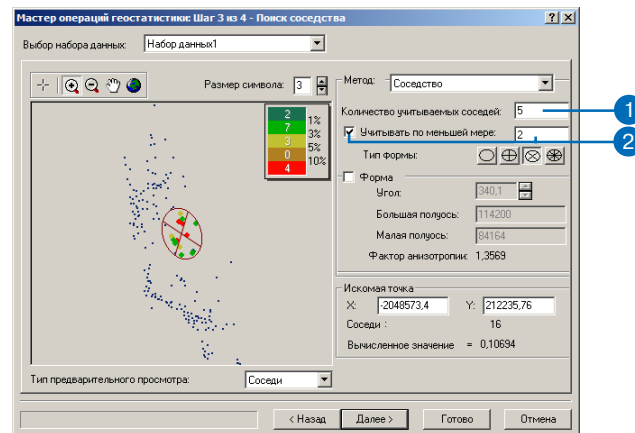 Мастер операций геостатистики: Шаг 3 из 4 - Поиск соседства
Выбор набора данных: Набор данных1
Размер символа: 3
2
7
3
0
4
1%
3%
5%
10%
Метод: Соседство
Количество учитываемых соседей: 5
1
Учитывать по меньшей мере: 2
2
Тип формы:
Форма
Угол: 340,1
Большая полуось: 114200
Малая полуось: 84164
Фактор анизотропии: 1,3569
Искомая точка
X: -2048573,4 Y: 212235,76
Соседи : 16
Вычисленное значение = 0,10694
Тип предварительного просмотра: Соседи
< Назад Далее > Готово Отмена